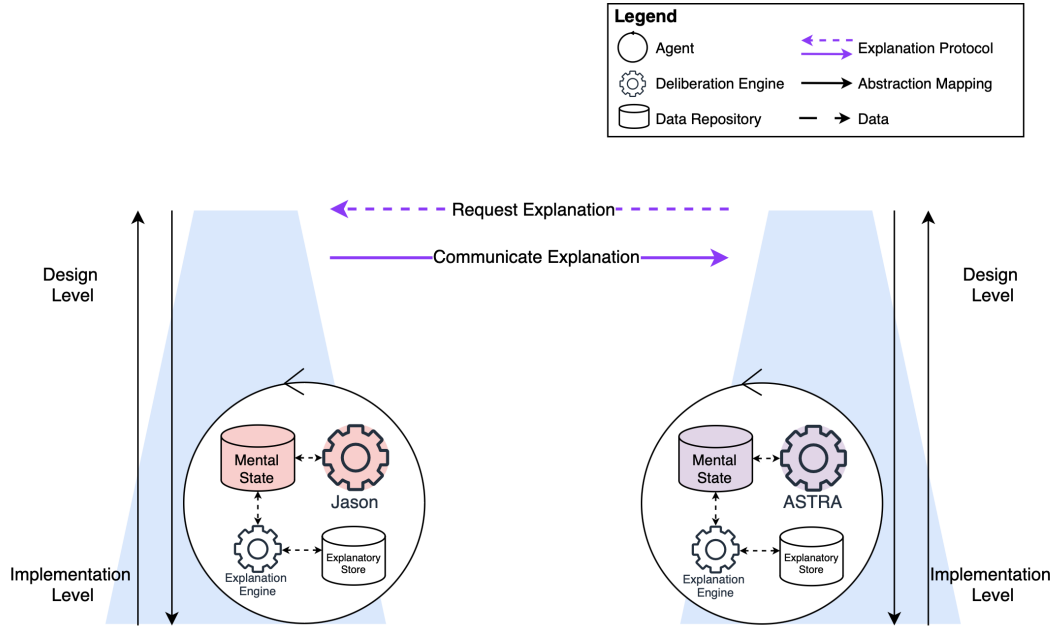 Legend
Agent
Explanation Protocol
Deliberation Engine
Abstraction Mapping
Data Repository
Data
Request Explanation
Communicate Explanation
Design
Level
Design
Level
Mental
State
Jason
Explanation
Engine
Explanatory
Store
Mental
State
ASTRA
Explanation
Engine
Explanatory
Store
Implementation
Level
Implementation
Level